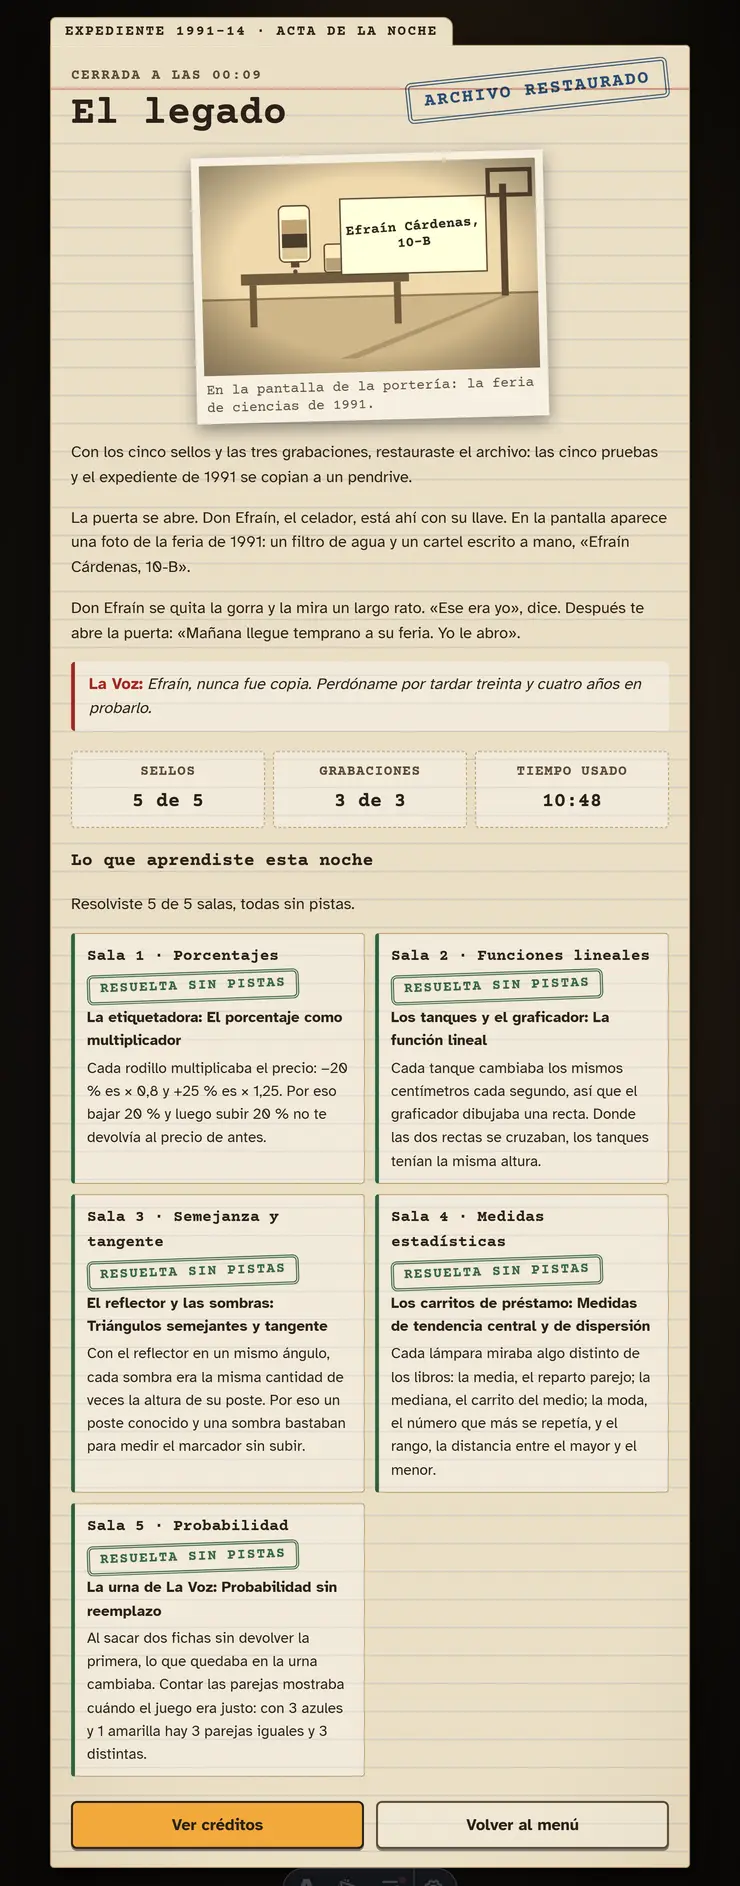 EXPEDIENTE 1991-14 · ACTA DE LA NOCHE
CERRADA A LAS 00:09
El legado
ARCHIVO RESTAURADO
Efraín Cárdenas,
10-B
En la pantalla de la portería: la feria
de ciencias de 1991.
Con los cinco sellos y las tres grabaciones, restauraste el archivo: las cinco pruebas
y el expediente de 1991 se copian a un pendrive.
La puerta se abre. Don Efraín, el celador, está ahí con su llave. En la pantalla aparece
una foto de la feria de 1991: un filtro de agua y un cartel escrito a mano, «Efraín
Cárdenas, 10-B».
Don Efraín se quita la gorra y la mira un largo rato. «Ese era yo», dice. Después te
abre la puerta: «Mañana llegue temprano a su feria. Yo le abro».
La Voz: Efraín, nunca fue copia. Perdóname por tardar treinta y cuatro años en
probarlo.
SELLOS
5 de 5
GRABACIONES
3 de 3
TIEMPO USADO
10:48
Lo que aprendiste esta noche
Resolviste 5 de 5 salas, todas sin pistas.
Sala 1 · Porcentajes
RESUELTA SIN PISTAS
La etiquetadora: El porcentaje como
multiplicador
Cada rodillo multiplicaba el precio: −20
% es × 0,8 y +25 % es × 1,25. Por eso
bajar 20 % y luego subir 20 % no te
devolvía al precio de antes.
Sala 2 · Funciones lineales
RESUELTA SIN PISTAS
Los tanques y el graficador: La
función lineal
Cada tanque cambiaba los mismos
centímetros cada segundo, así que el
graficador dibujaba una recta. Donde
las dos rectas se cruzaban, los tanques
tenían la misma altura.
Sala 3 · Semejanza y
tangente
RESUELTA SIN PISTAS
El reflector y las sombras:
Triángulos semejantes y tangente
Con el reflector en un mismo ángulo,
cada sombra era la misma cantidad de
veces la altura de su poste. Por eso un
poste conocido y una sombra bastaban
para medir el marcador sin subir.
Sala 4 · Medidas
estadísticas
RESUELTA SIN PISTAS
Los carritos de préstamo: Medidas
de tendencia central y de dispersión
Cada lámpara miraba algo distinto de
los libros: la media, el reparto parejo; la
mediana, el carrito del medio; la moda,
el número que más se repetía, y el
rango, la distancia entre el mayor y el
menor.
Sala 5 · Probabilidad
RESUELTA SIN PISTAS
La urna de La Voz: Probabilidad sin
reemplazo
Al sacar dos fichas sin devolver la
primera, lo que quedaba en la urna
cambiaba. Contar las parejas mostraba
cuándo el juego era justo: con 3 azules
y 1 amarilla hay 3 parejas iguales y 3
distintas.
Ver créditos
Volver al menú